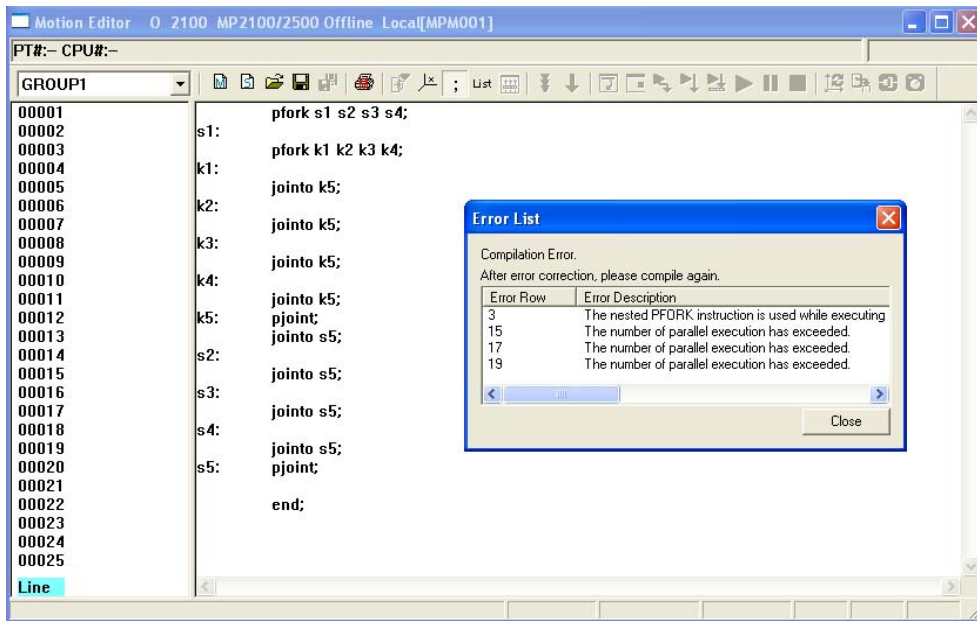 Motion Editor O 2100 MP2100/2500 Offline Local[MPM001]
PT#:– CPU#:–
GROUP1
List
00001 pfork s1 s2 s3 s4;
00002 s1:
00003 pfork k1 k2 k3 k4;
00004 k1:
00005 jointo k5;
00006 k2:
00007 jointo k5;
00008 k3:
00009 jointo k5;
00010 k4:
00011 jointo k5;
00012 k5: pjoint;
00013 jointo s5;
00014 s2:
00015 jointo s5;
00016 s3:
00017 jointo s5;
00018 s4:
00019 jointo s5;
00020 s5: pjoint;
00021
00022 end;
00023
00024
00025
Line
Error List
Compilation Error.
After error correction, please compile again.
Error Row Error Description
3 The nested PFORK instruction is used while executing
15 The number of parallel execution has exceeded.
17 The number of parallel execution has exceeded.
19 The number of parallel execution has exceeded.
Close